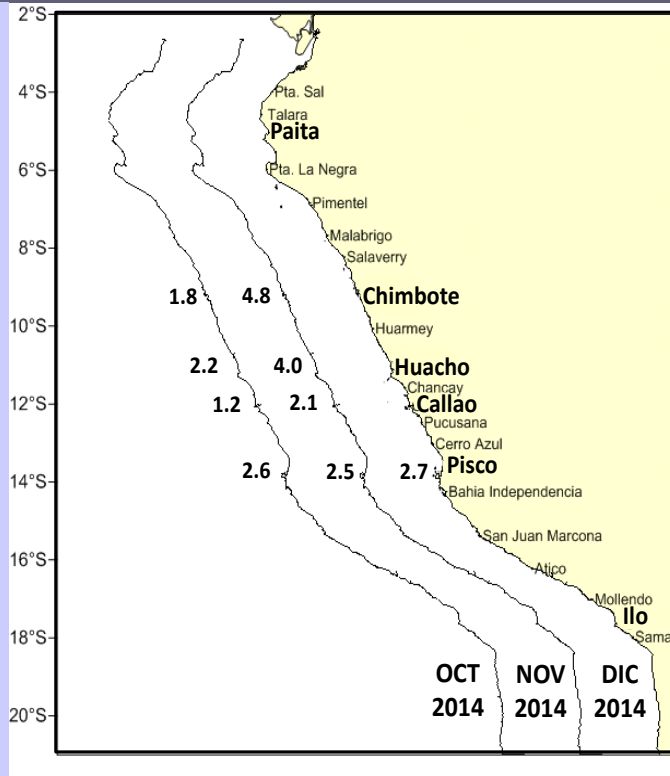 2°S
4°S
Pta. Sal
Talara
Paita
6°S
Pta. La Negra
Pimentel
Malabrigo
8°S
Salaverry
1.8 4.8 Chimbote
10°S
Huarmey
2.2 4.0 Huacho
Chancay
12°S
1.2 2.1 Callao
Pucusana
Cerro Azul
2.6 2.5 2.7 Pisco
14°S
Bahia Independencia
San Juan Marcona
16°S
Atico
Mollendo
Ilo
18°S
Sama
OCT NOV DIC
2014 2014 2014
20°S